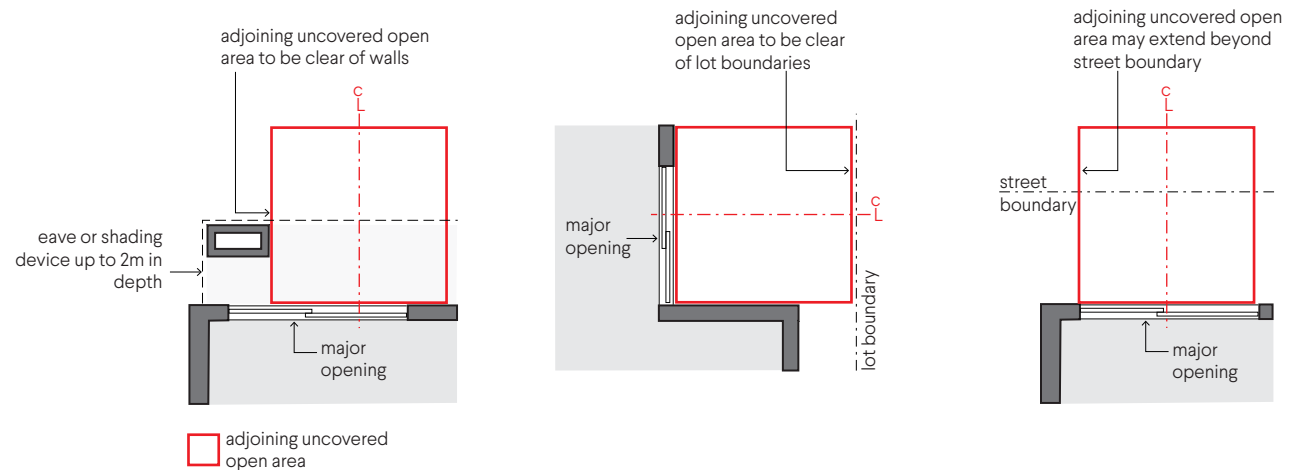 adjoining uncovered open
area to be clear of walls
C
L
eave or shading
device up to 2m in
depth
major
opening
adjoining uncovered
open area
adjoining uncovered
open area to be clear
of lot boundaries
major
opening
C
L
lot boundary
adjoining uncovered open
area may extend beyond
street boundary
C
L
street
boundary
major
opening